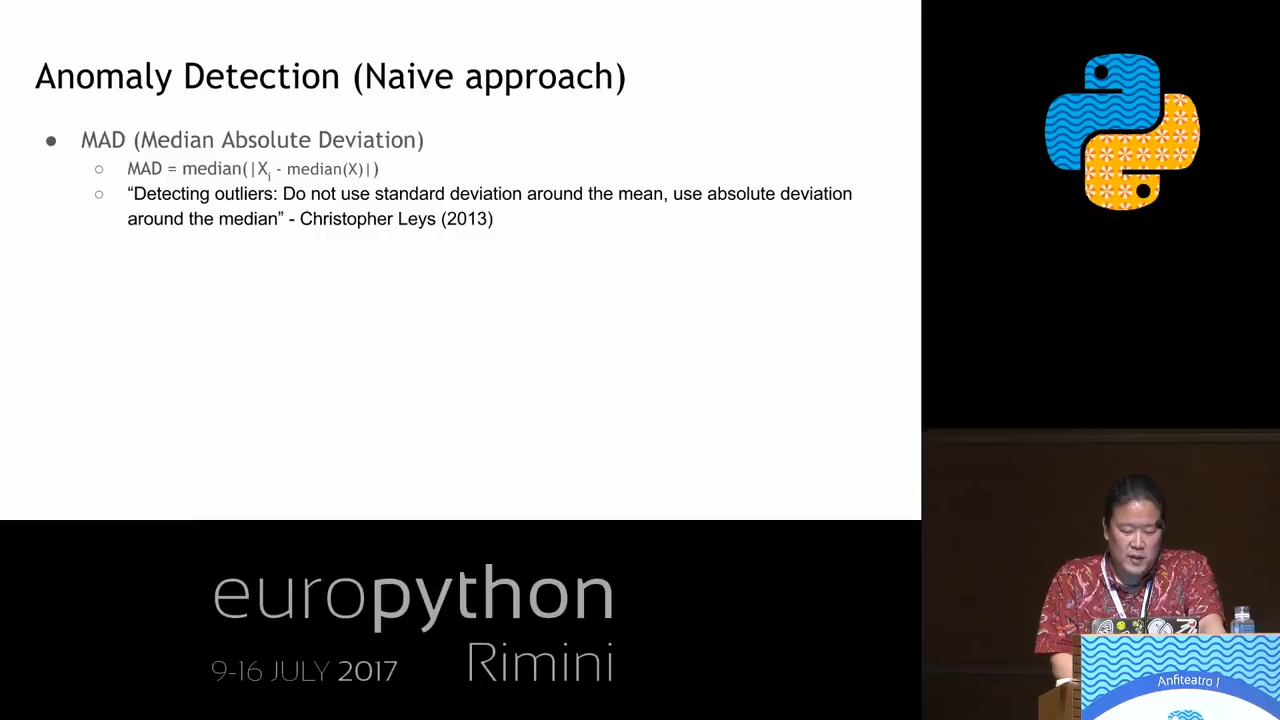 Anomaly Detection (Naive approach)
● MAD (Median Absolute Deviation)
○ MAD = median(|Xi - median(X)|)
○ “Detecting outliers: Do not use standard deviation around the mean, use absolute deviation
around the median” - Christopher Leys (2013)
europython
Rimini
9-16 JULY 2017
Anfiteatro 1